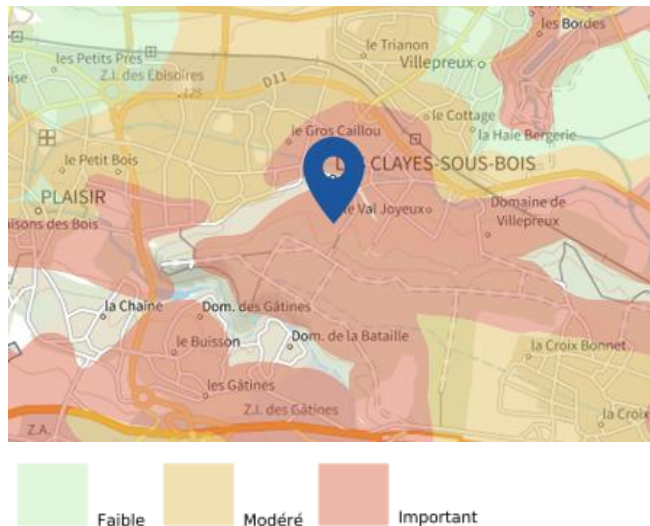 les Bordes
le Trianon
les Petits Prés
Villepreux
Z.I. des Ebisoires
D11
125
le Cottage
le Gros Caillou
la Haie Bergerie
le Petit Bois
CLAYES-SOUS-BOIS
PLAISIR
le Val Joyeux
Domaine de
Villepreux
isons des Bois
la Chaine
Dom. des Gâtines
le Buisson
Dom. de la Bataille
la Croix Bonnet
les Gâtines
Z.I. des Gâtines
la Croix
Z.A.
Faible
Modéré
Important